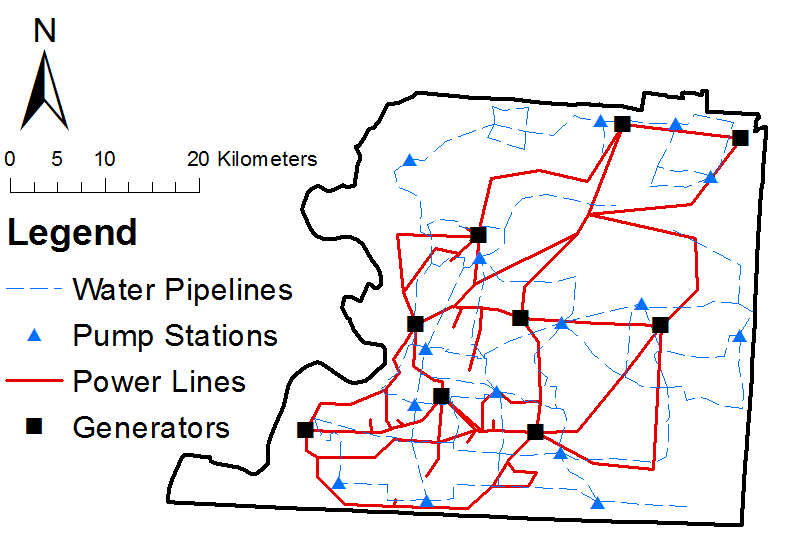 N
0 5 10 20 Kilometers
Legend
Water Pipelines
Pump Stations
Power Lines
Generators